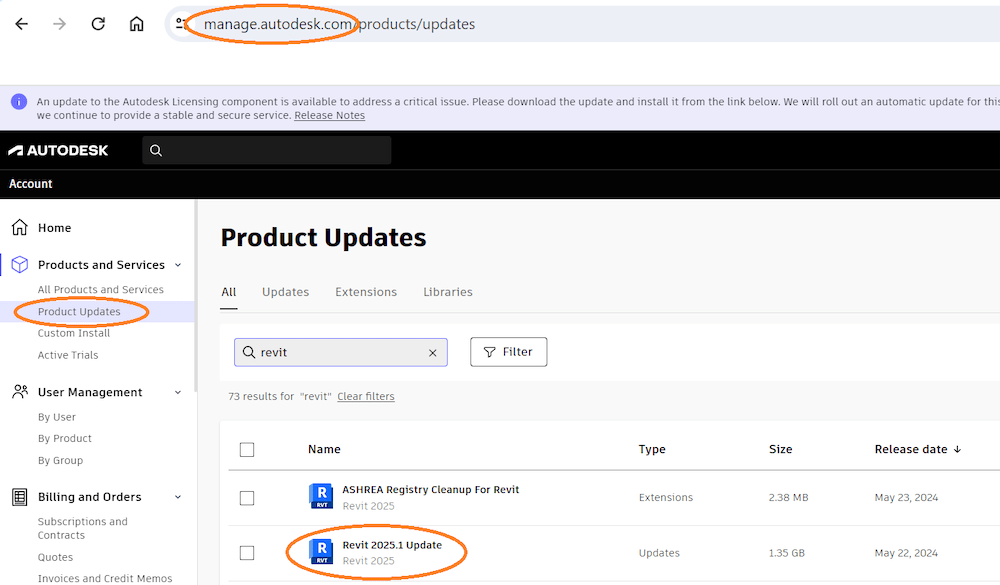 manage.autodesk.com/products/updates
An update to the Autodesk Licensing component is available to address a critical issue. Please download the update and install it from the link below. We will roll out an automatic update for this
we continue to provide a stable and secure service. Release Notes
AUTODESK
Account
Home
Products and Services
All Products and Services
Product Updates
Custom Install
Active Trials
User Management
By User
By Product
By Group
Billing and Orders
Subscriptions and
Contracts
Quotes
Invoices and Credit Memos
Product Updates
All Updates Extensions Libraries
revit Filter
73 results for "revit" Clear filters
Name Type Size Release date
R RVT ASHREA Registry Cleanup For Revit
Revit 2025 Extensions 2.38 MB May 23, 2024
R RVT Revit 2025.1 Update
Revit 2025 Updates 1.35 GB May 22, 2024